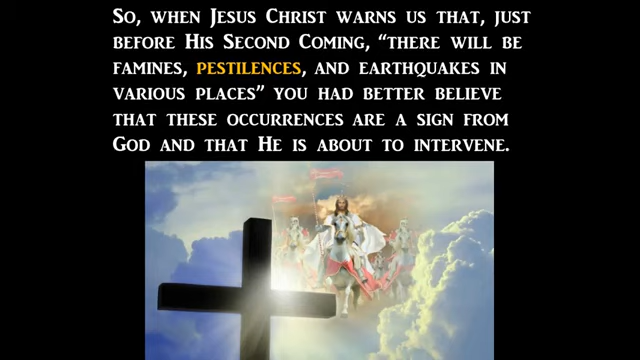 So, when Jesus Christ warns us that, just
before His Second Coming, “there will be
famines, pestilences, and earthquakes in
various places” you had better believe
that these occurrences are a sign from
God and that He is about to intervene.